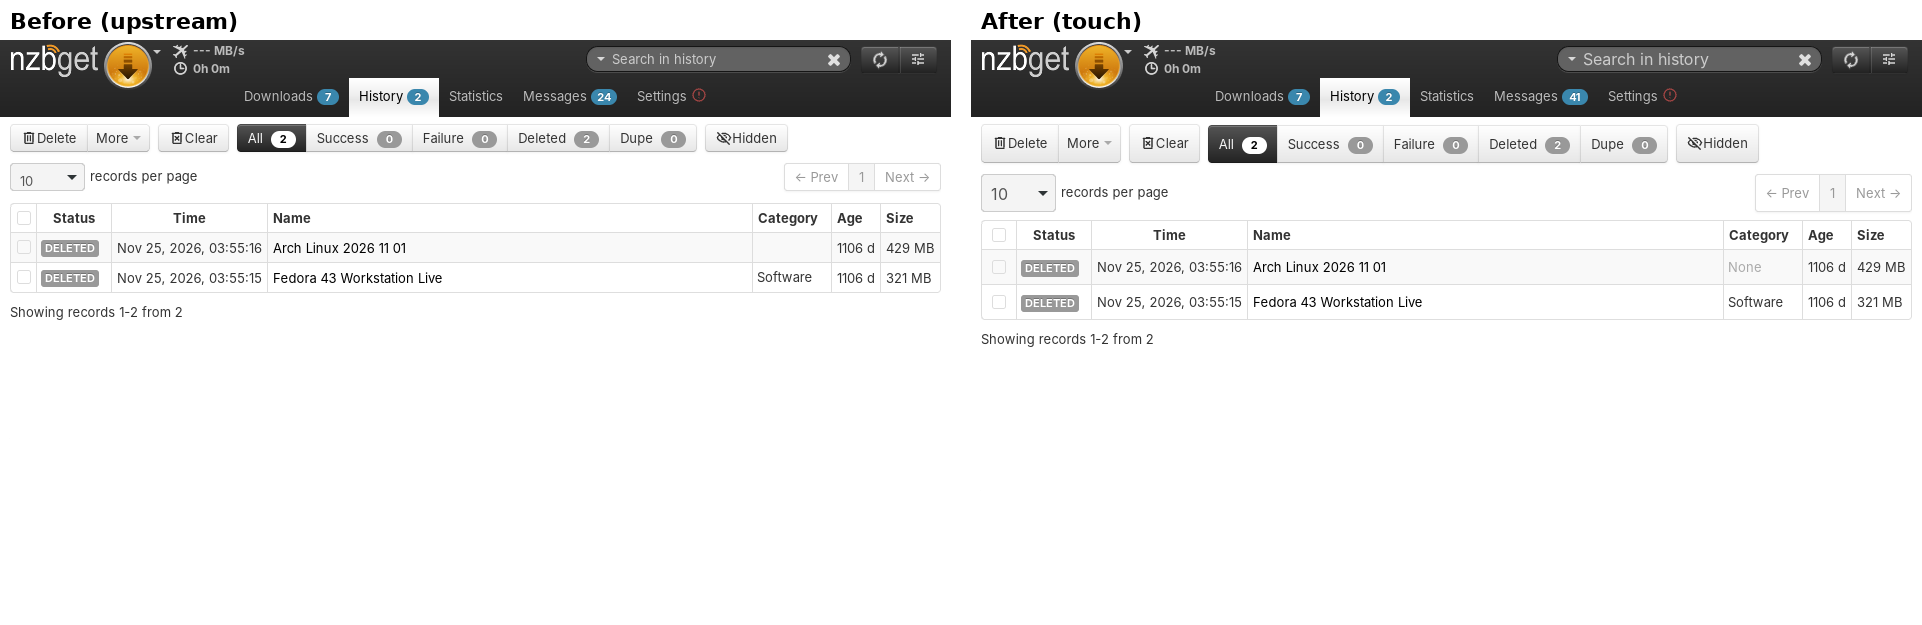 Before (upstream)
nzbget
--- MB/s
0h 0m
Search in history
Downloads 7 History 2 Statistics Messages 24 Settings
Delete More Clear All 2 Success 0 Failure 0 Deleted 2 Dupe 0 Hidden
10 records per page ← Prev 1 Next →
Status Time Name Category Age Size
DELETED Nov 25, 2026, 03:55:16 Arch Linux 2026 11 01 1106 d 429 MB
DELETED Nov 25, 2026, 03:55:15 Fedora 43 Workstation Live Software 1106 d 321 MB
Showing records 1-2 from 2
After (touch)
nzbget
--- MB/s
0h 0m
Search in history
Downloads 7 History 2 Statistics Messages 41 Settings
Delete More Clear All 2 Success 0 Failure 0 Deleted 2 Dupe 0 Hidden
10 records per page ← Prev 1 Next →
Status Time Name Category Age Size
DELETED Nov 25, 2026, 03:55:16 Arch Linux 2026 11 01 None 1106 d 429 MB
DELETED Nov 25, 2026, 03:55:15 Fedora 43 Workstation Live Software 1106 d 321 MB
Showing records 1-2 from 2